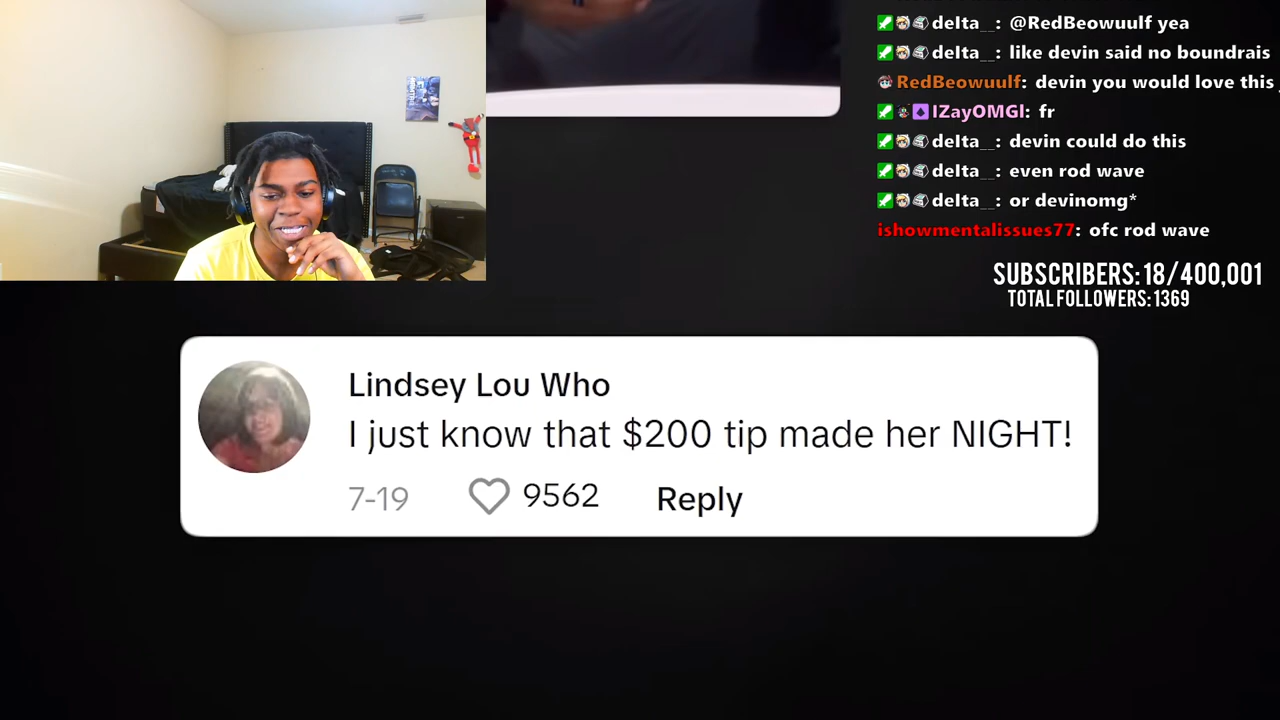 delta__: @RedBeowuulf yea
delta__: like devin said no boundrais
RedBeowuulf: devin you would love this
IZayOMGl: fr
delta__: devin could do this
delta__: even rod wave
delta__: or devinomg*
ishowmentalissues77: ofc rod wave
SUBSCRIBERS: 18/400,001
TOTAL FOLLOWERS: 1369
Lindsey Lou Who
I just know that $200 tip made her NIGHT!
7-19 9562 Reply